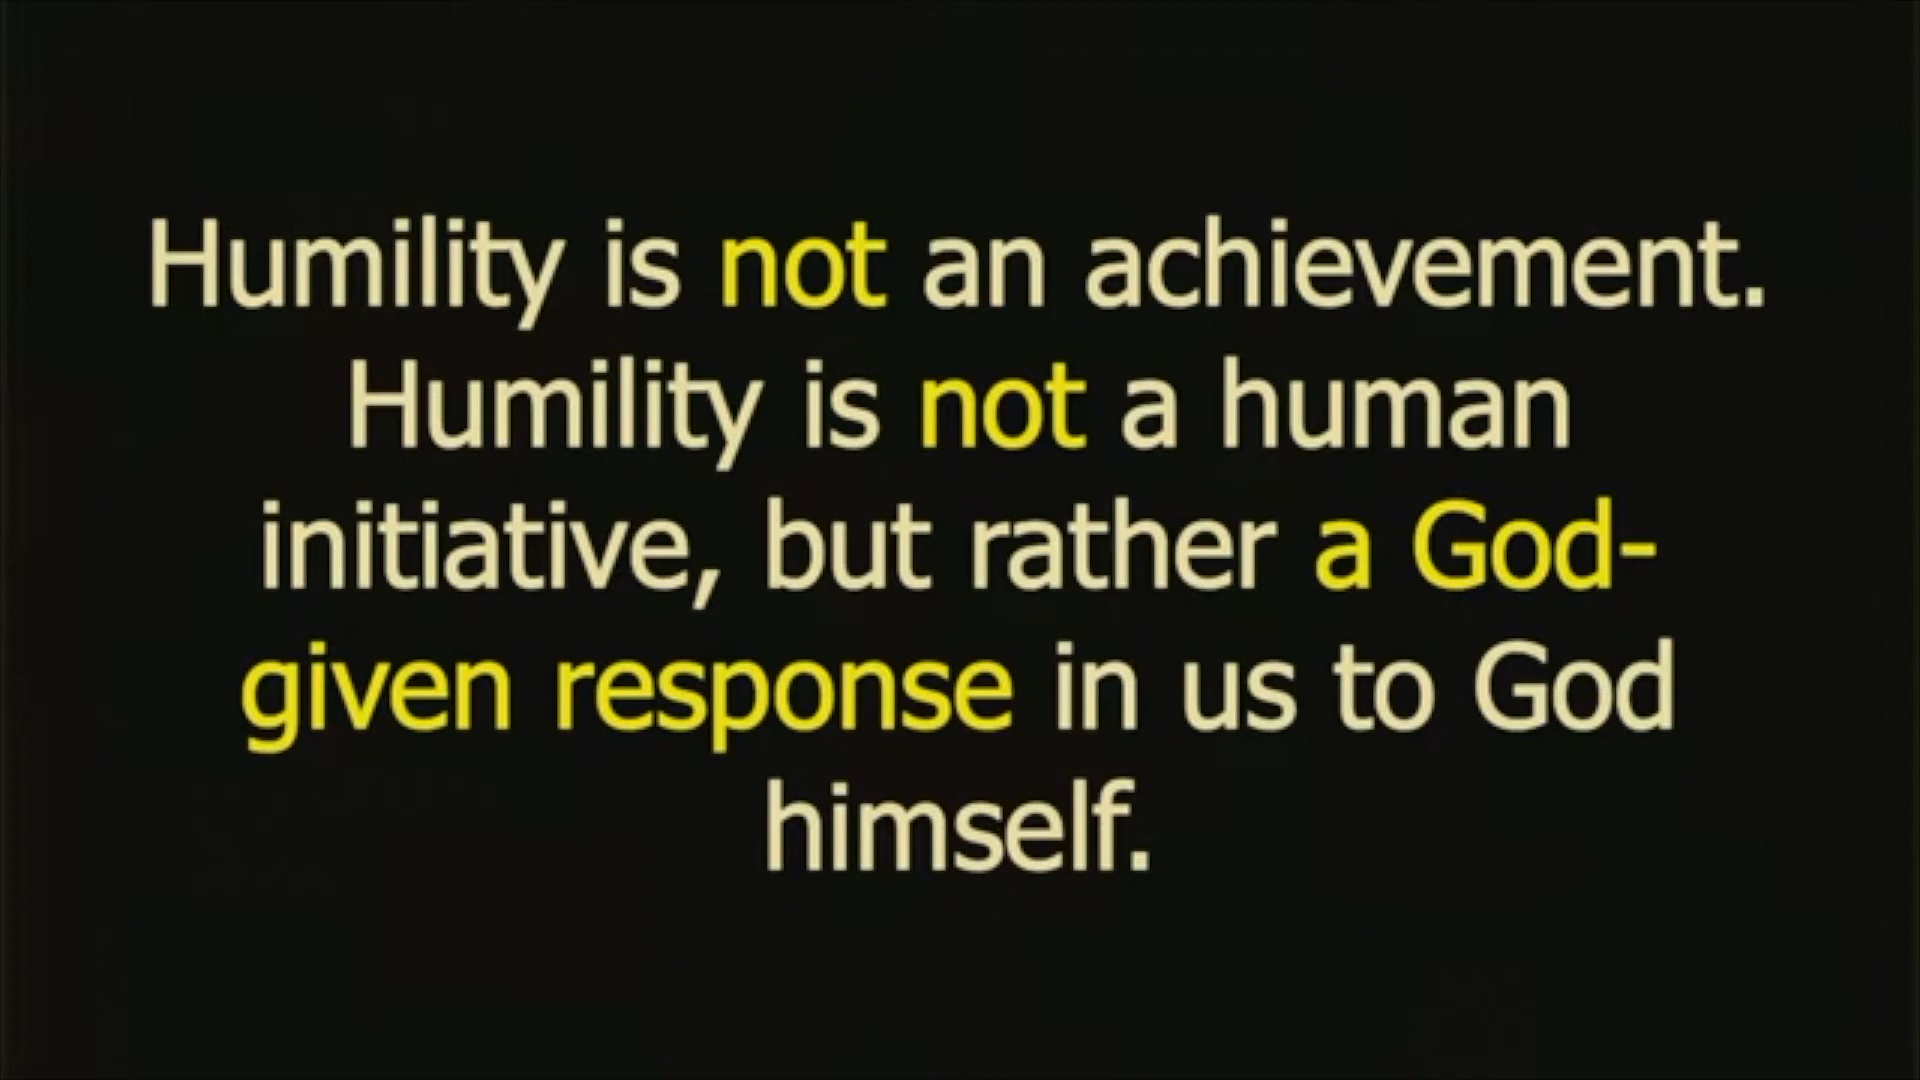 Humility is not an achievement.
Humility is not a human
initiative, but rather a God-
given response in us to God
himself.